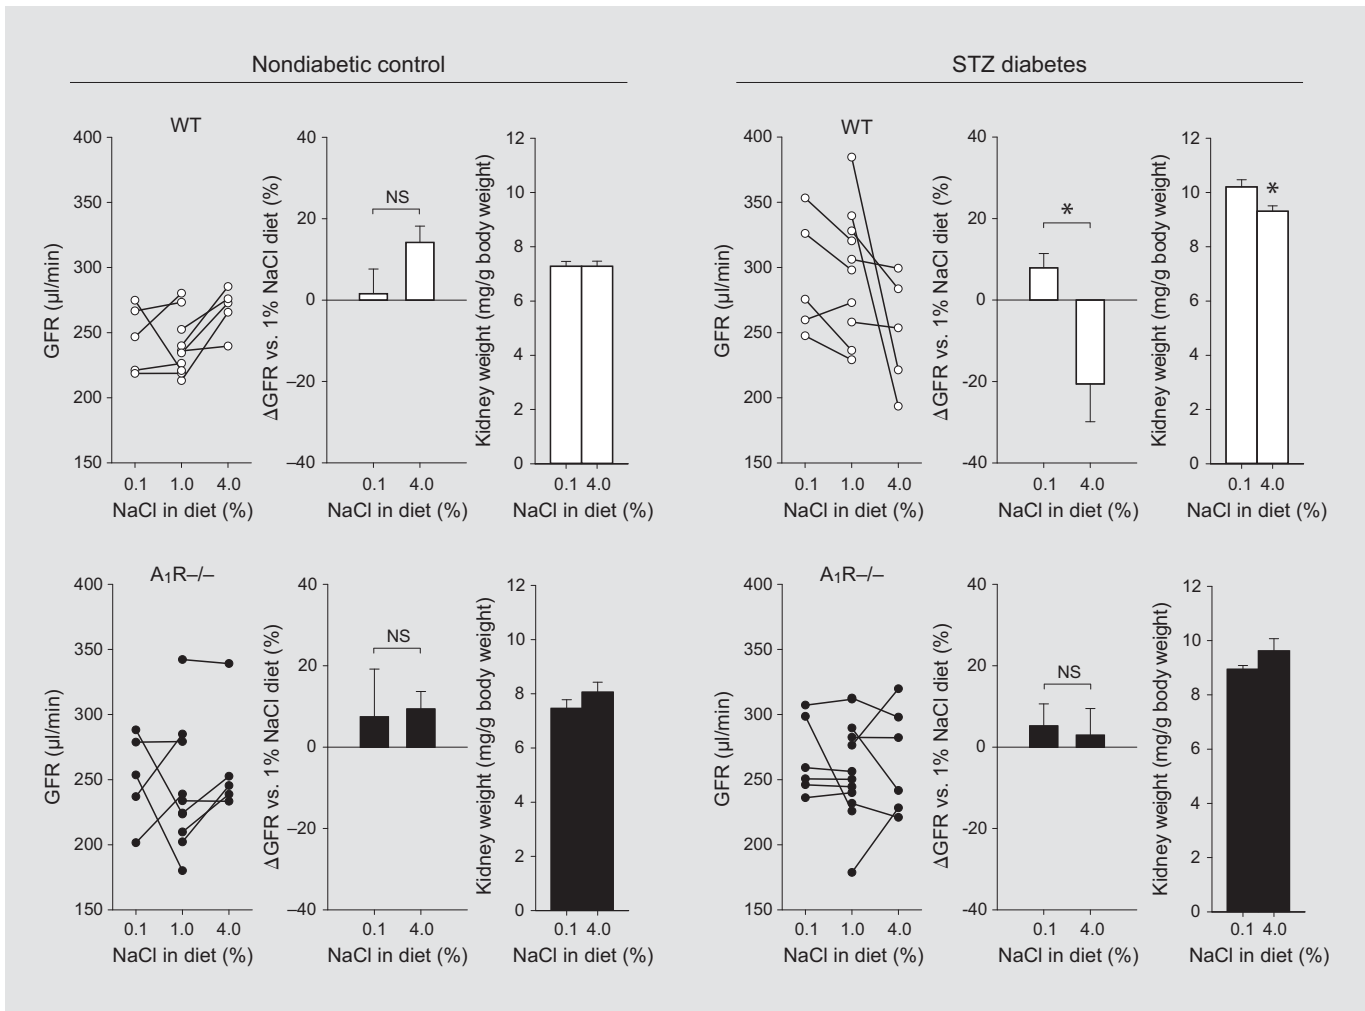 Nondiabetic control
STZ diabetes
WT
GFR (µl/min)
400
350
300
250
200
150
0.1 1.0 4.0
NaCl in diet (%)
ΔGFR vs. 1% NaCl diet (%)
40
20
0
–20
–40
NS
0.1 4.0
NaCl in diet (%)
Kidney weight (mg/g body weight)
12
10
8
6
4
2
0
0.1 4.0
NaCl in diet (%)
WT
GFR (µl/min)
400
350
300
250
200
150
0.1 1.0 4.0
NaCl in diet (%)
ΔGFR vs. 1% NaCl diet (%)
40
20
0
-20
-40
*
0.1 4.0
NaCl in diet (%)
Kidney weight (mg/g body weight)
12
10
8
6
4
2
0
*
0.1 4.0
NaCl in diet (%)
A1R–/–
GFR (µl/min)
400
350
300
250
200
150
0.1 1.0 4.0
NaCl in diet (%)
ΔGFR vs. 1% NaCl diet (%)
40
20
0
–20
–40
NS
0.1 4.0
NaCl in diet (%)
Kidney weight (mg/g body weight)
12
10
8
6
4
2
0
0.1 4.0
NaCl in diet (%)
A1R–/–
GFR (µl/min)
400
350
300
250
200
150
0.1 1.0 4.0
NaCl in diet (%)
ΔGFR vs. 1% NaCl diet (%)
40
20
0
-20
-40
NS
0.1 4.0
NaCl in diet (%)
Kidney weight (mg/g body weight)
12
10
8
6
4
2
0
0.1 4.0
NaCl in diet (%)